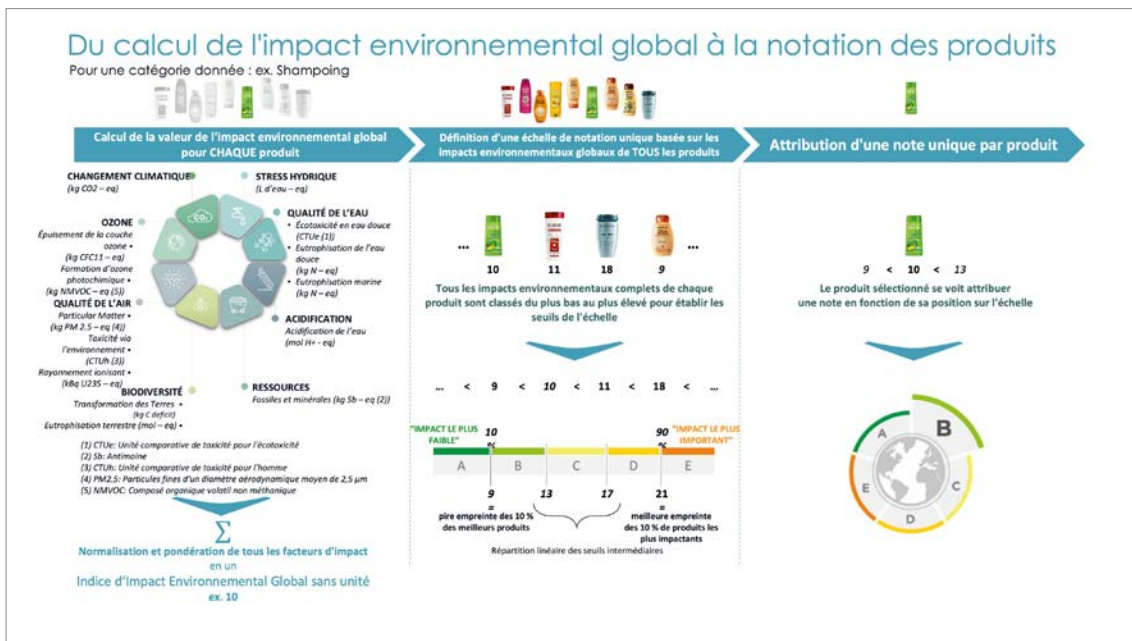 Du calcul de l'impact environnemental global à la notation des produits
Pour une catégorie donnée : ex. Shampoing
Calcul de la valeur de l'impact environnemental global
pour CHAQUE produit
CHANGEMENT CLIMATIQUE
(kg CO2 – eq)
STRESS HYDRIQUE
(L d'eau – eq)
OZONE
Épuisement de la couche
ozone •
(kg CFC11 – eq)
Formation d'ozone
photochimique •
(kg NMVOC – eq (5))
QUALITÉ DE L'EAU
• Écotoxicité en eau douce
(CTUe (1))
• Eutrophisation de l'eau
douce
(kg N – eq)
• Eutrophisation marine
(kg N – eq)
CO₂
QUALITÉ DE L'AIR
Particular Matter •
(kg PM 2.5 – eq (4))
Toxicité via
l'environnement •
(CTUh (3))
Rayonnement ionisant •
(kBq U235 – eq)
ACIDIFICATION
Acidification de l'eau
(mol H+ - eq)
BIODIVERSITÉ
Transformation des Terres •
(kg C deficit)
Eutrophisation terrestre (mol – eq) •
RESSOURCES
Fossiles et minérales (kg Sb – eq (2))
(1) CTUe: Unité comparative de toxicité pour l'écotoxicité
(2) Sb: Antimoine
(3) CTUh: Unité comparative de toxicité pour l'homme
(4) PM2.5: Particules fines d'un diamètre aérodynamique moyen de 2,5 µm
(5) NMVOC: Composé organique volatil non méthanique
Σ
Normalisation et pondération de tous les facteurs d'impact
en un
Indice d'Impact Environnemental Global sans unité
ex. 10
Définition d'une échelle de notation unique basée sur les
impacts environnementaux globaux de TOUS les produits
... ...
10 11 18 9
Tous les impacts environnementaux complets de chaque
produit sont classés du plus bas au plus élevé pour établir les
seuils de l'échelle
... < 9 < 10 < 11 < 18 < ...
"IMPACT LE PLUS
FAIBLE"
10
%
90
%
"IMPACT LE PLUS
IMPORTANT"
A B C D E
9 13 17 21
= =
pire empreinte des 10 %
des meilleurs produits
meilleure empreinte
des 10 % de produits les
plus impactants
Répartition linéaire des seuils intermédiaires
Attribution d'une note unique par produit
9 < 10 < 13
Le produit sélectionné se voit attribuer
une note en fonction de sa position sur l'échelle
A
B
C
D
E